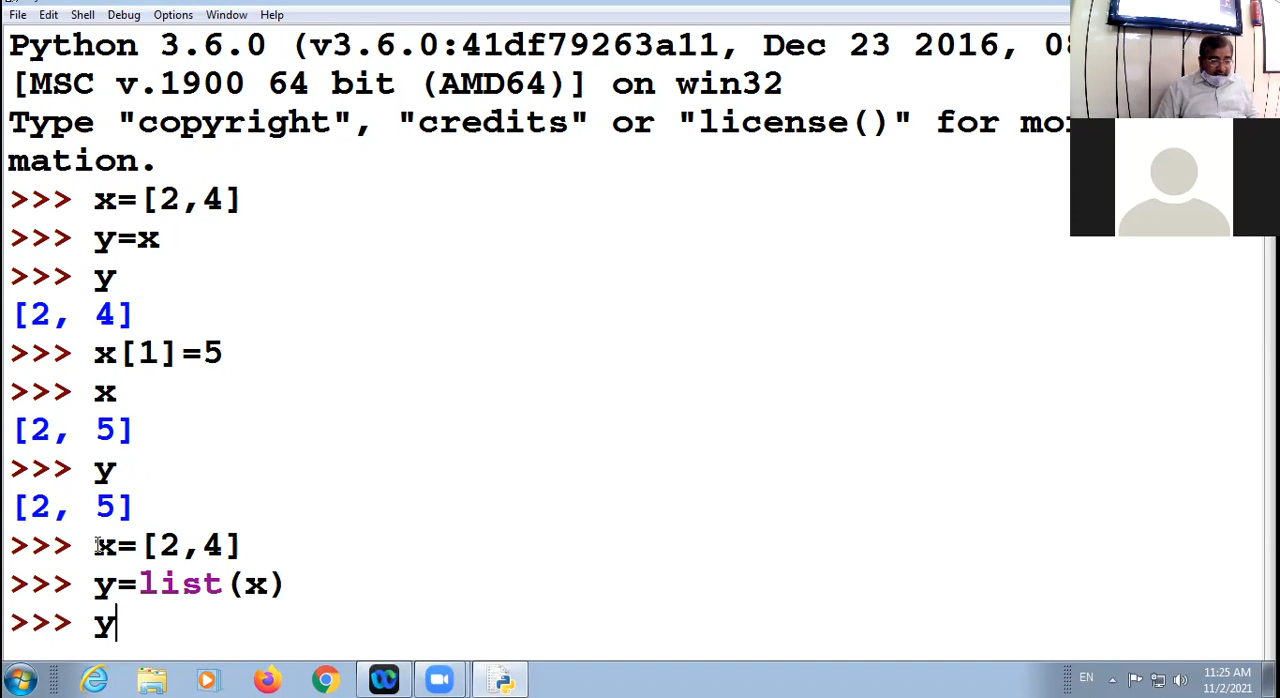 File Edit Shell Debug Options Window Help
Python 3.6.0 (v3.6.0:41df79263a11, Dec 23 2016,
[MSC v.1900 64 bit (AMD64)] on win32
Type "copyright", "credits" or "license()" for
mation.
>>> x=[2,4]
>>> y=x
>>> y
[2, 4]
>>> x[1]=5
>>> x
[2, 5]
>>> y
[2, 5]
>>> x=[2,4]
>>> y=list(x)
>>> y
EN
11:25 AM
11/2/2021